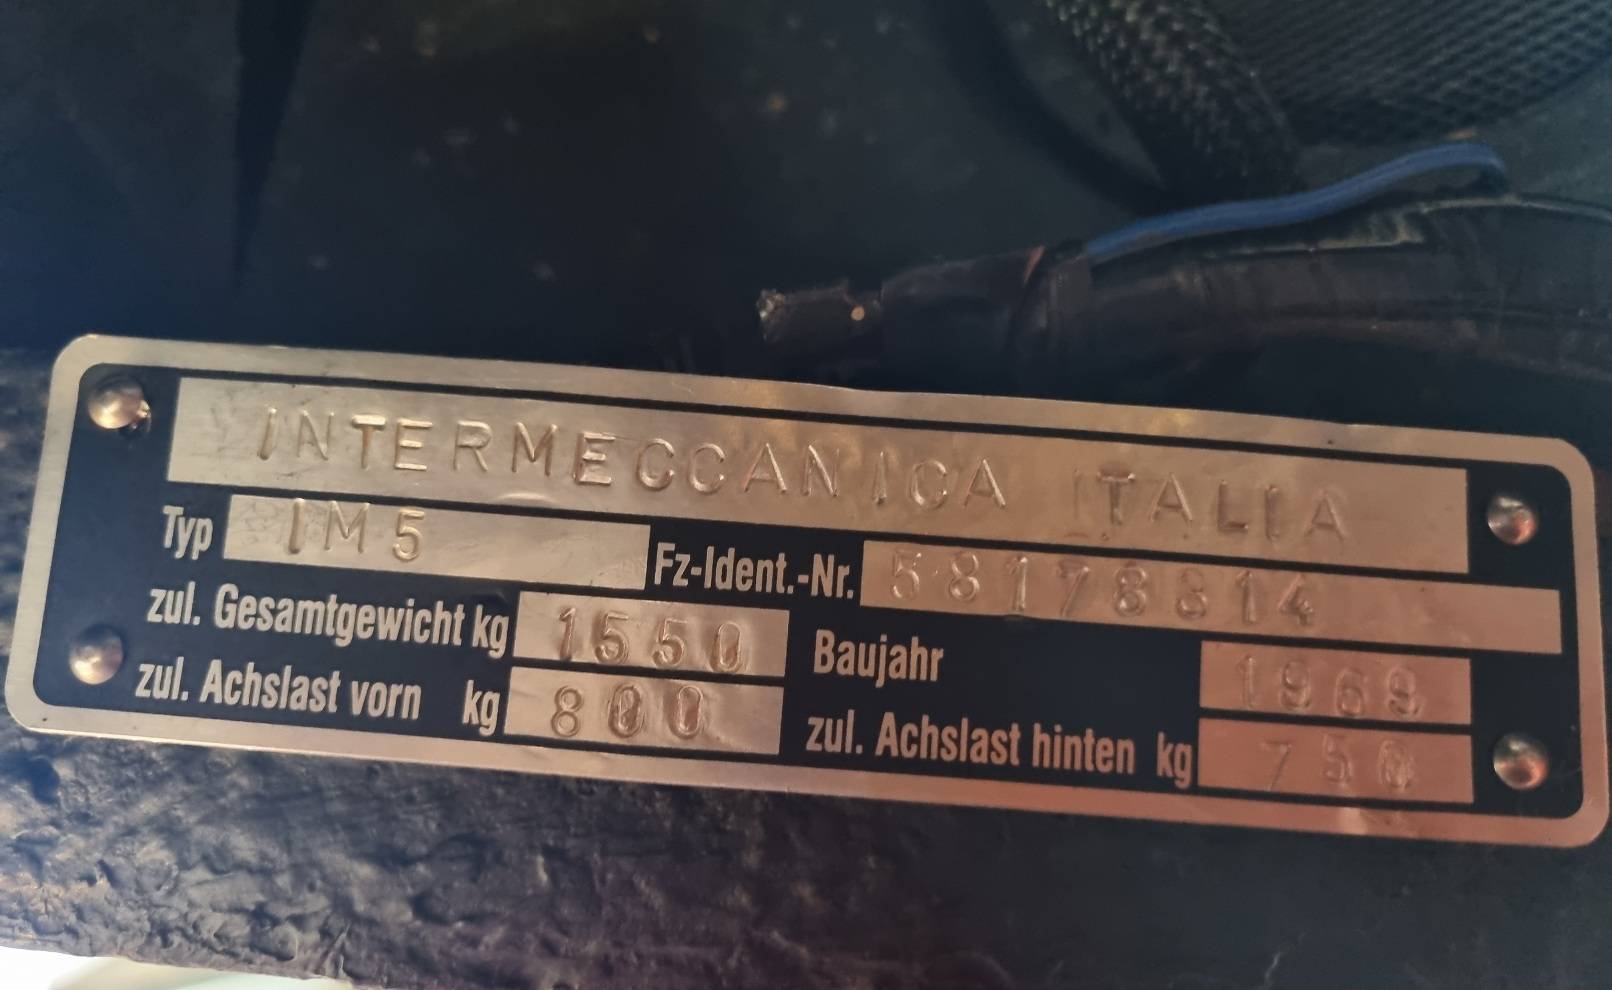 INTERMECCANICA ITALIA
Typ IM5 Fz-Ident.-Nr. 58178814
zul. Gesamtgewicht kg 1550 Baujahr 1969
zul. Achslast vorn kg 800 zul. Achslast hinten kg 750